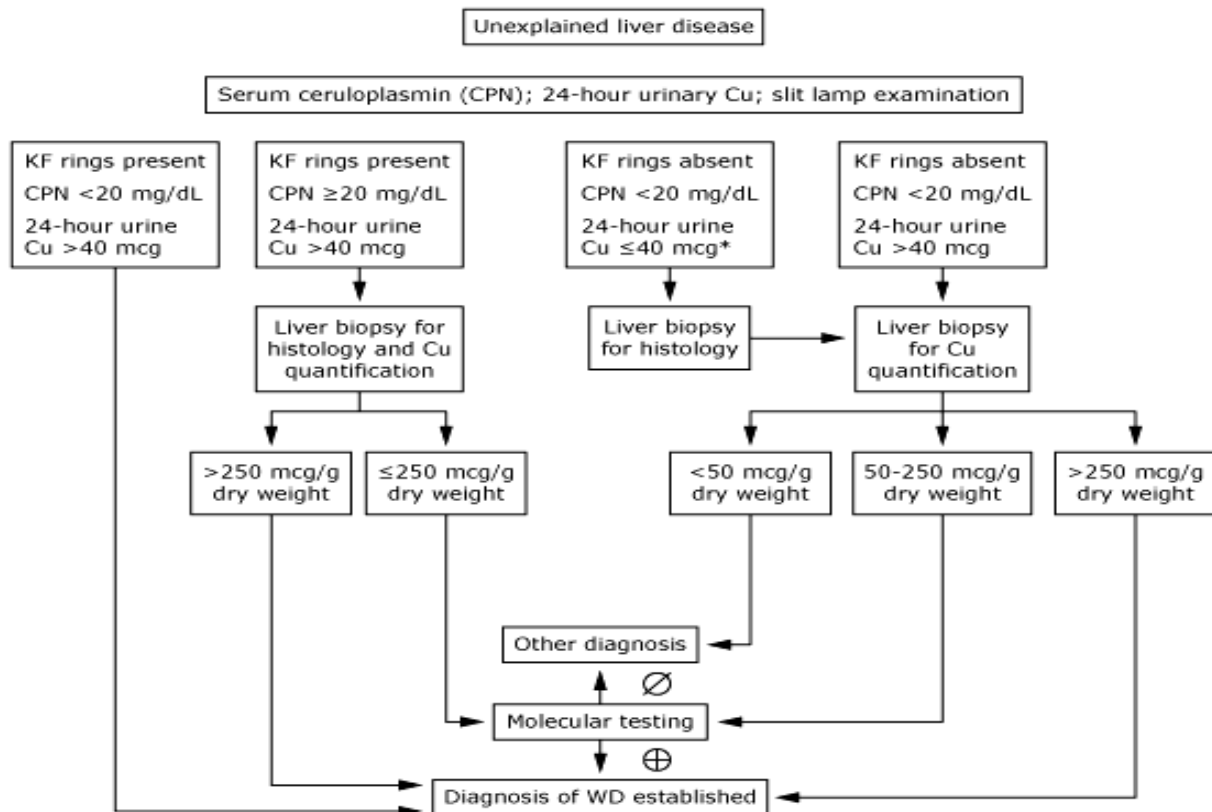 Unexplained liver disease
Serum ceruloplasmin (CPN); 24-hour urinary Cu; slit lamp examination
KF rings present
CPN <20 mg/dL
24-hour urine
Cu >40 mcg
KF rings present
CPN ≥20 mg/dL
24-hour urine
Cu >40 mcg
KF rings absent
CPN <20 mg/dL
24-hour urine
Cu ≤40 mcg*
KF rings absent
CPN <20 mg/dL
24-hour urine
Cu >40 mcg
Liver biopsy for
histology and Cu
quantification
Liver biopsy
for histology
Liver biopsy
for Cu
quantification
>250 mcg/g
dry weight
≤250 mcg/g
dry weight
<50 mcg/g
dry weight
50-250 mcg/g
dry weight
>250 mcg/g
dry weight
Other diagnosis
∅
Molecular testing
⊕
Diagnosis of WD established